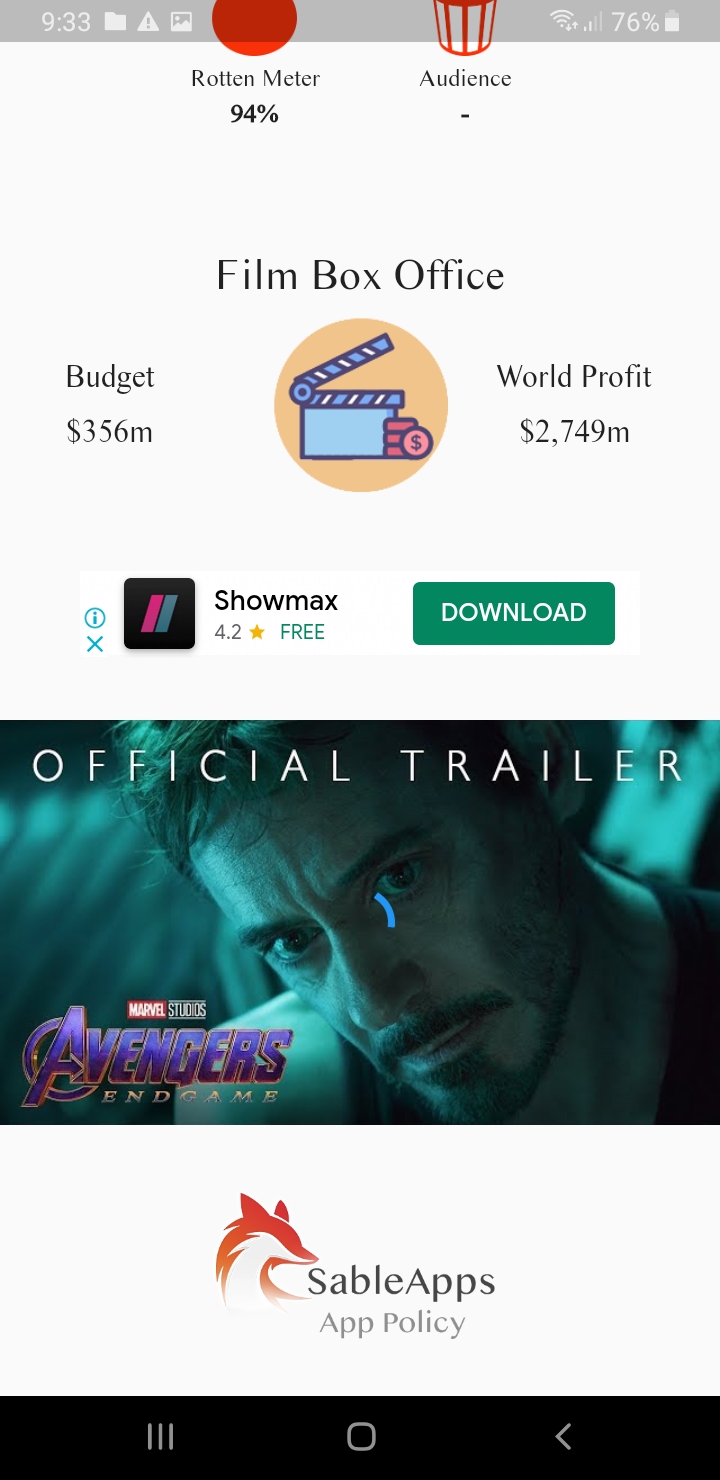 9:33 76%
Rotten Meter Audience
94% -
Film Box Office
Budget World Profit
$356m $2,749m
$
Showmax
4.2 FREE
DOWNLOAD
OFFICIAL TRAILER
MARVEL STUDIOS
AVENGERS
ENDGAME
SableApps
App Policy